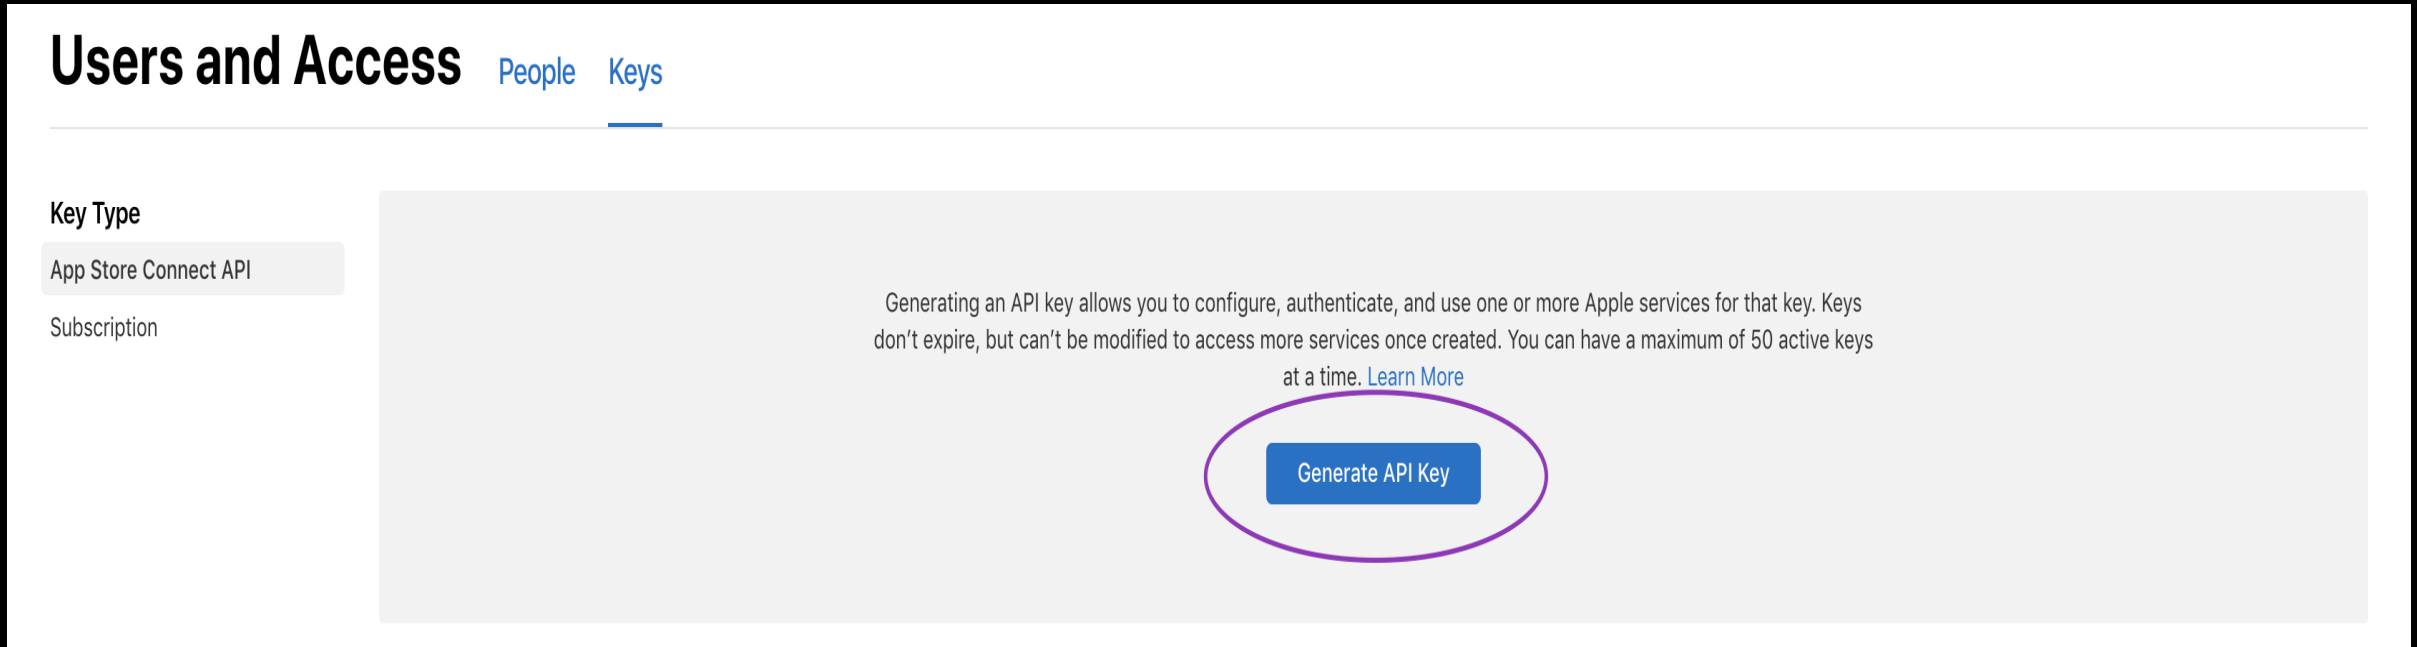 Users and Access People Keys
Key Type
App Store Connect API
Subscription
Generating an API key allows you to configure, authenticate, and use one or more Apple services for that key. Keys
don’t expire, but can’t be modified to access more services once created. You can have a maximum of 50 active keys
at a time. Learn More
Generate API Key